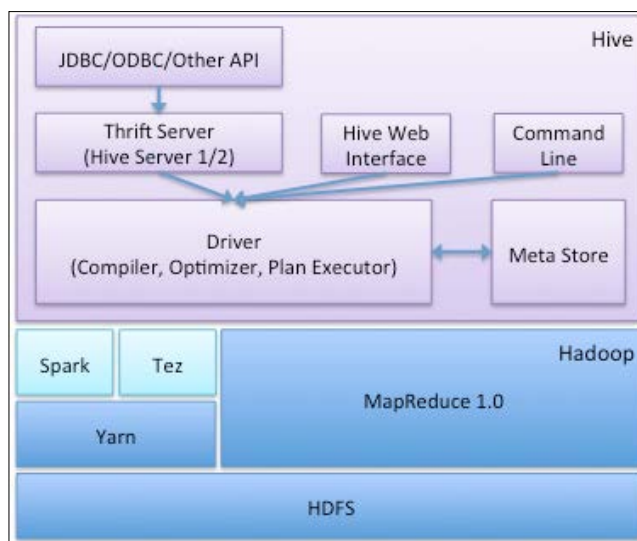 Hive
JDBC/ODBC/Other API
Thrift Server
(Hive Server 1/2)
Hive Web
Interface
Command
Line
Driver
(Compiler, Optimizer, Plan Executor)
Meta Store
Spark
Tez
Hadoop
MapReduce 1.0
Yarn
HDFS